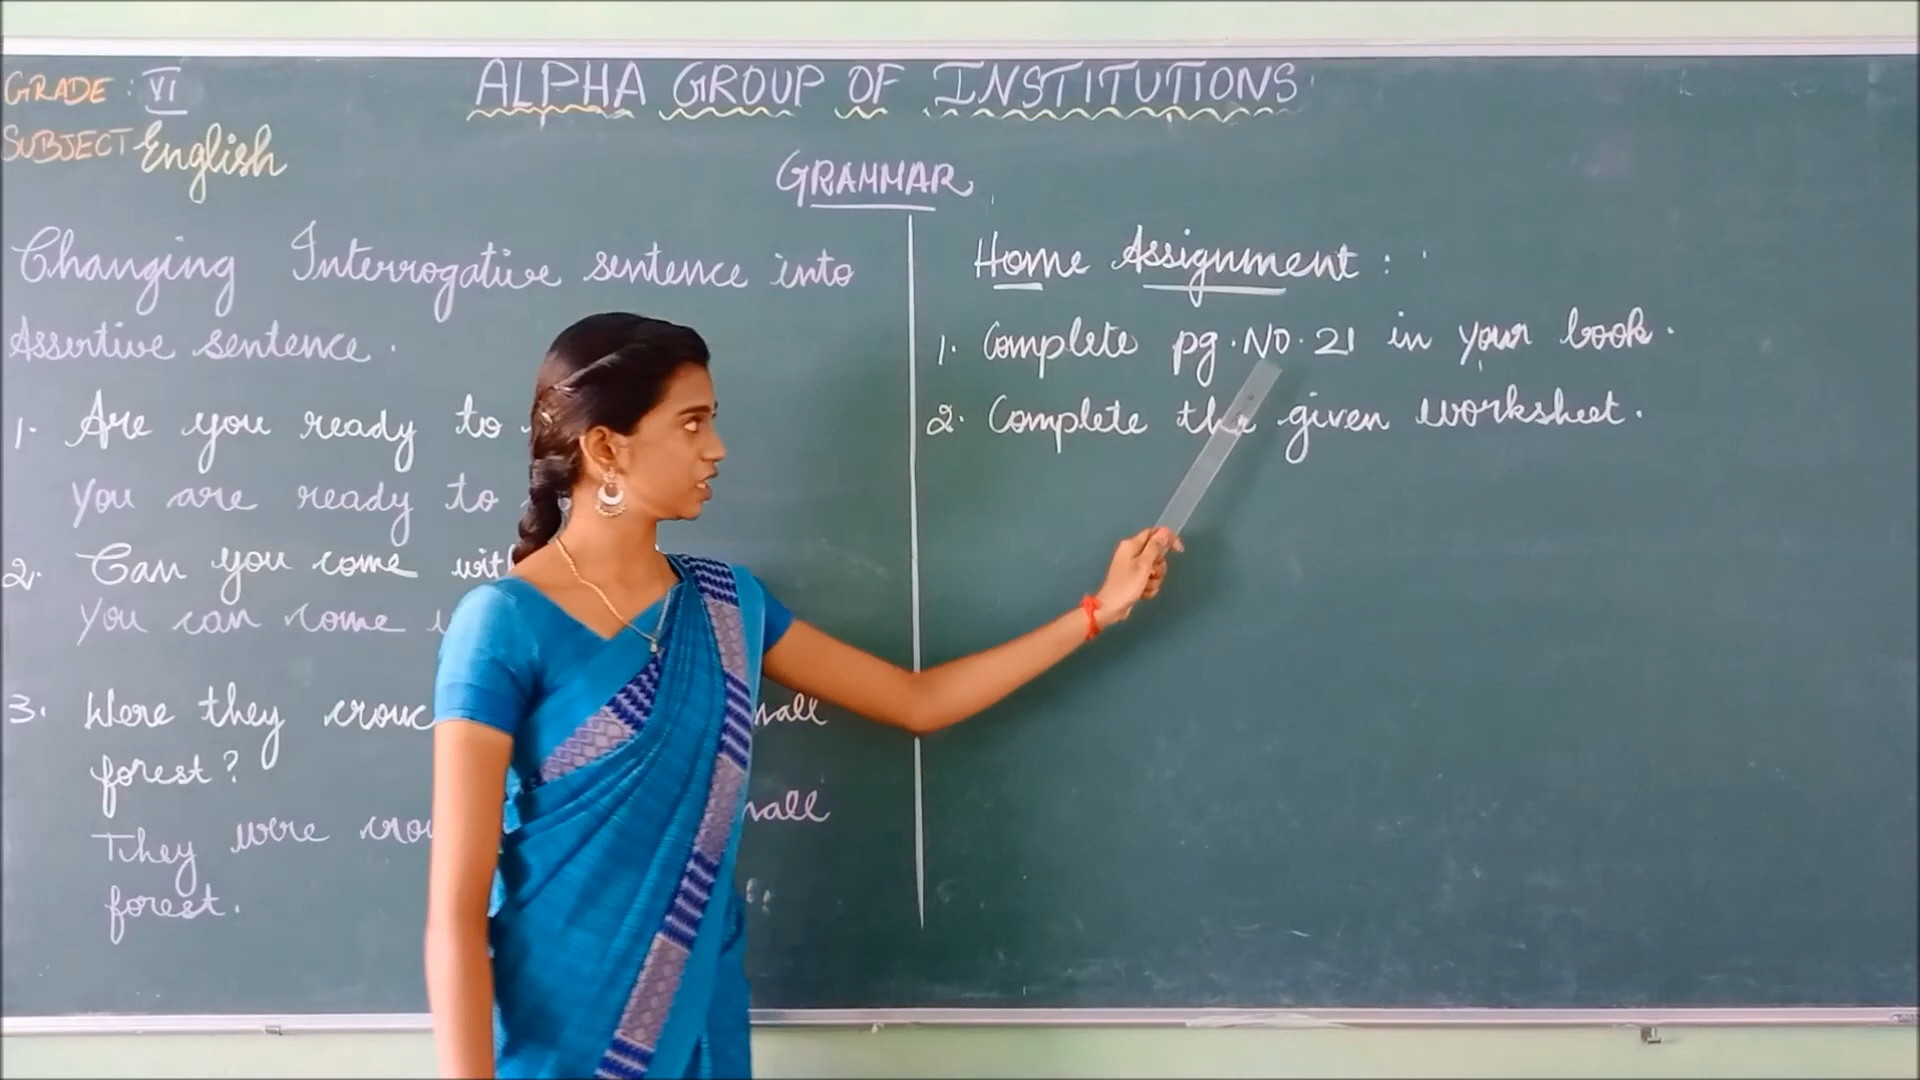 GRADE : VI
SUBJECT English
ALPHA GROUP OF INSTITUTIONS
GRAMMAR
Changing Interrogative sentence into
Assertive sentence.
1. Are you ready to
You are ready to
2. Can you come
You can come
3. Were they
forest?
They were
forest.
Home Assignment :
1. Complete pg.No.21 in your book.
2. Complete the given worksheet.